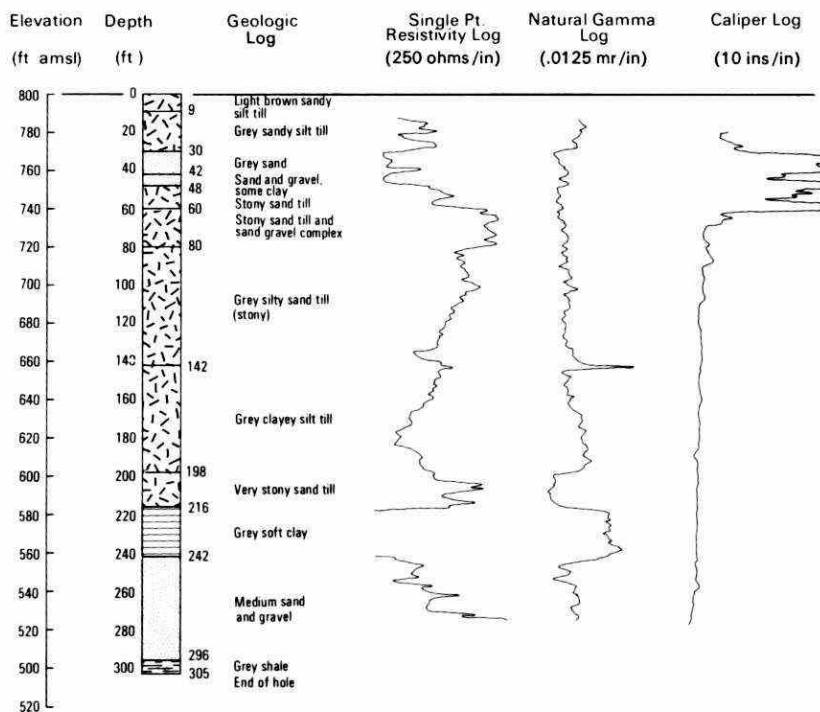 Elevation
(ft amsl)
Depth
(ft)
Geologic
Log
Single Pt.
Resistivity Log
(250 ohms/in)
Natural Gamma
Log
(.0125 mr/in)
Caliper Log
(10 ins/in)
800
780
760
740
720
700
680
660
640
620
600
580
560
540
520
500
520
0
20
40
60
80
100
120
140
160
180
200
220
240
260
280
300
9
30
42
48
60
80
142
198
216
242
296
305
Light brown sandy
silt till
Grey sandy silt till
Grey sand
Sand and gravel,
some clay
Stony sand till
Stony sand till and
sand gravel complex
Grey silty sand till
(stony)
Grey clayey silt till
Very stony sand till
Grey soft clay
Medium sand
and gravel
Grey shale
End of hole